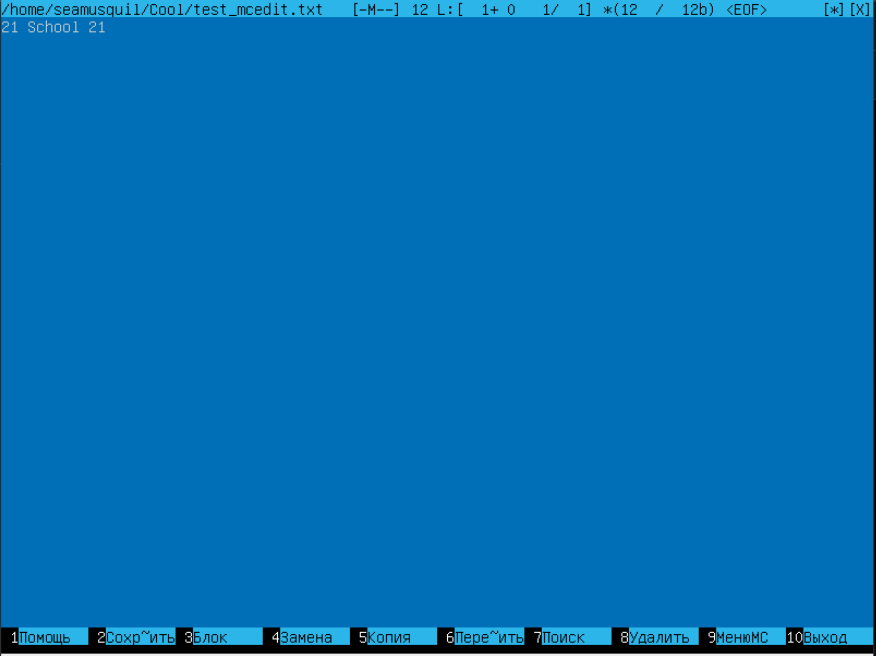 /home/seamusquil/Cool/test_mcedit.txt [-M--] 12 L:[ 1+ 0 1/ 1] *(12 / 12b) <EOF> [*][X]
21 School 21
1Помощь 2Сохр~ить 3Блок 4Замена 5Копия 6Пере~ить 7Поиск 8Удалить 9МенюMC 10Выход